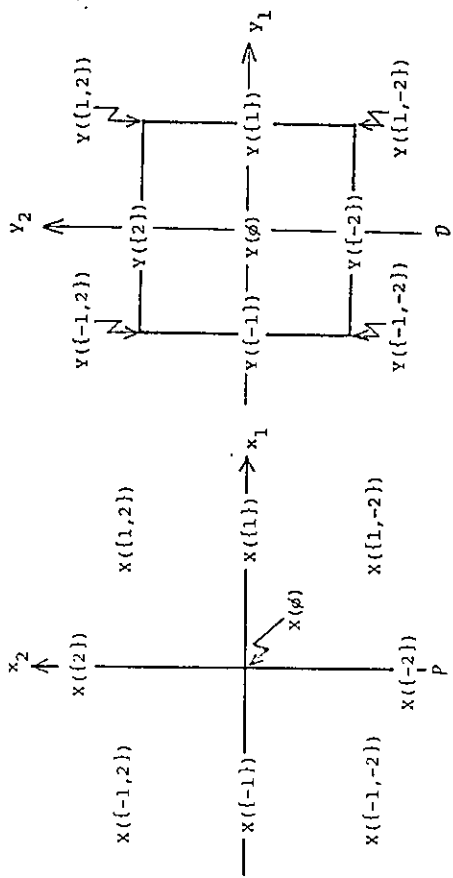 x₂
X({2})
X({-1,2}) X({1,2})
X({-1}) X({1}) x₁
X(ø)
X({-1,-2}) X({1,-2})
X({-2})
P
y₂
Y({-1,2}) Y({1,2})
Y({2})
Y({-1}) Y(ø) Y({1}) y₁
Y({-2})
Y({-1,-2}) Y({1,-2})
D